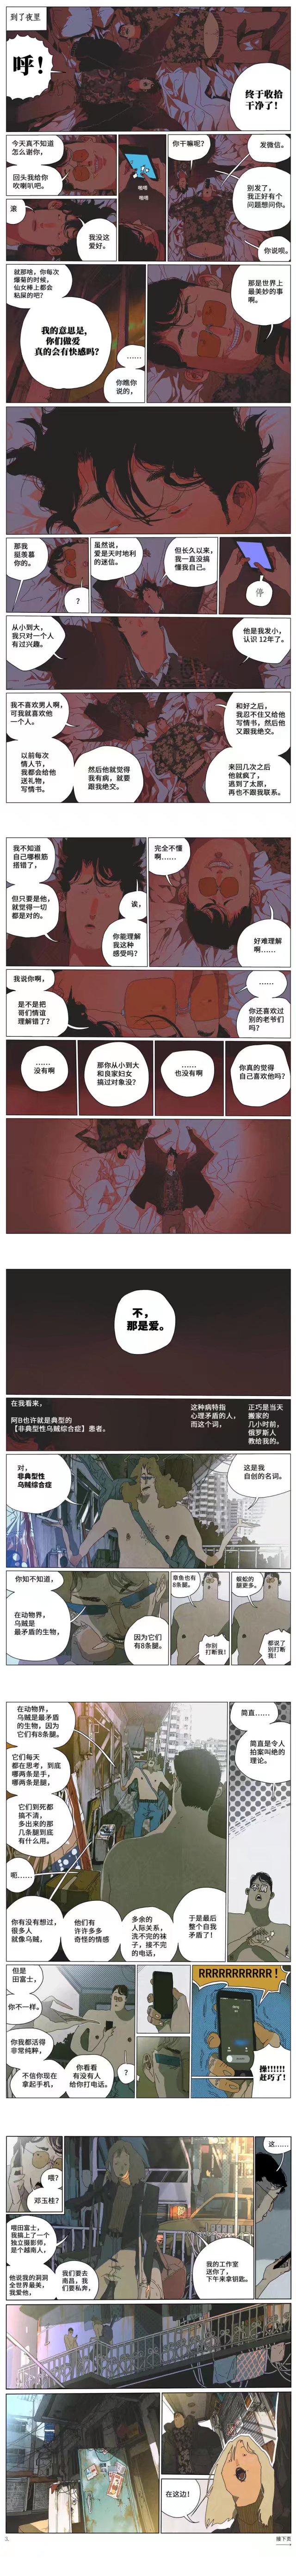 到了夜里
呼！
终于收拾
干净了！
今天真不知道
怎么谢你，
回头我给你
吹喇叭吧。
滚
我没这
爱好。
啪嗒
啪嗒
你干嘛呢？
发微信。
别发了，
我正好有个
问题想问你。
你说呗。
就那啥，你每次
爆菊的时候，
仙女棒上都会
粘屎的吧？
我的意思是，
你们做爱
真的会有快感吗？
……
你瞧你
说的，
那是世界上
最美妙的事
啊。
那我
挺羡慕
你的。
？
虽然说，
爱是天时地利
的迷信。
但长久以来，
我一直没搞
懂我自己。
停
从小到大，
我只对一个人
有过兴趣。
他是我发小，
认识 12年了。
我不喜欢男人啊，
可我就喜欢他
一个人。
以前每次
情人节，
我都会给他
送礼物，
写情书。
然后他就觉得
我有病，就要
跟我绝交。
和好之后，
我忍不住又给他
写情书，然后他
又跟我绝交。
来回几次之后
他就疯了，
逃到了太原，
再也不跟我联系。
我不知道
自己哪根筋
搭错了，
但只要是他，
就觉得一切
都是对的。
诶，
你能理解
我这种
感受吗？
完全不懂
啊……
好难理解
啊……
我说你啊，
是不是把
哥们情谊
理解错了？
……
你还喜欢过
别的老爷们
吗？
……
没有啊
那你从小到大
和良家妇女
搞过对象没？
……
也没有啊
你真的觉得
自己喜欢他吗？
不，
那是爱。
在我看来，
阿B也许就是典型的
【非典型性乌贼综合症】患者。
这种病特指
心理矛盾的人，
而这个词，
正巧是当天
搬家的
几小时前，
俄罗斯人
教给我的。
对，
非典型性
乌贼综合症
这是我
自创的名词。
你知不知道，
在动物界，
乌贼是
最矛盾的生物，
因为它们
有8条腿。
章鱼也有
8条腿。
你别
打断我！
蜈蚣的
腿更多。
都说了
别打断
我！
在动物界，
乌贼是最矛盾
的生物，因为
它们有8条腿。
它们每天
都在思考，到底
哪两条是手，
哪两条是腿，
它们到死都
搞不清，
多出来的那
几条腿到底
有什么用。
呃……
你有没有想过，
很多人
就像乌贼，
他们有
许许多多
奇怪的情感
多余的
人际关系，
洗不完的袜
子，接不完
的电话，
于是最后
整个自我
矛盾了！
简直……
简直是令人
拍案叫绝的
理论。
但是
田富士，
你不一样。
你我都活得
非常纯粹，
不信你现在
拿起手机，
你看看
有没有人
给你打电话。
？
RRRRRRRRRRRR！
操!!!!!!
赶巧了！
喂？
邓玉桂？
喂田富士，
我搞上了一个
独立摄影师，
是个越南人，
他说我的洞洞
全世界最美，
我爱他，
我们要去
南昌，我
们要私奔，
我的工作室
送你了，
下午来拿钥匙。
这……
在这边！
3.
接下页